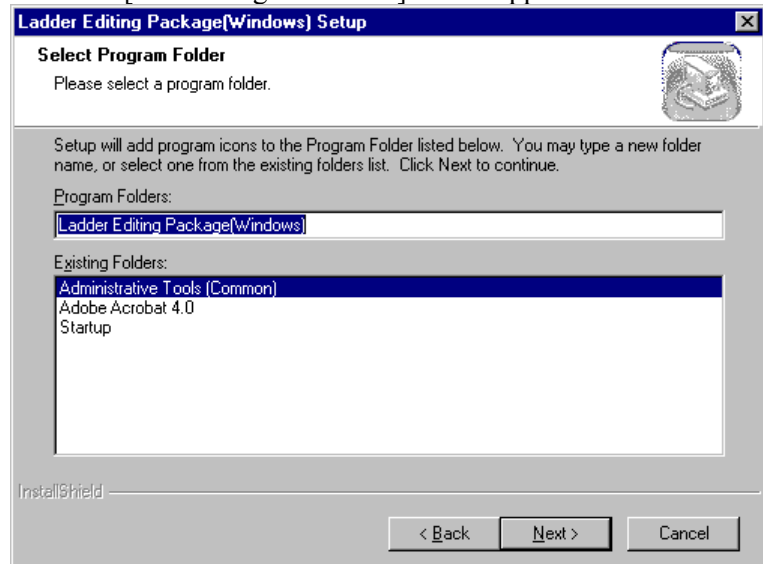 Ladder Editing Package(Windows) Setup
Select Program Folder
Please select a program folder.
Setup will add program icons to the Program Folder listed below. You may type a new folder
name, or select one from the existing folders list. Click Next to continue.
Program Folders:
Ladder Editing Package(Windows)
Existing Folders:
Administrative Tools (Common)
Adobe Acrobat 4.0
Startup
InstallShield
< Back Next > Cancel